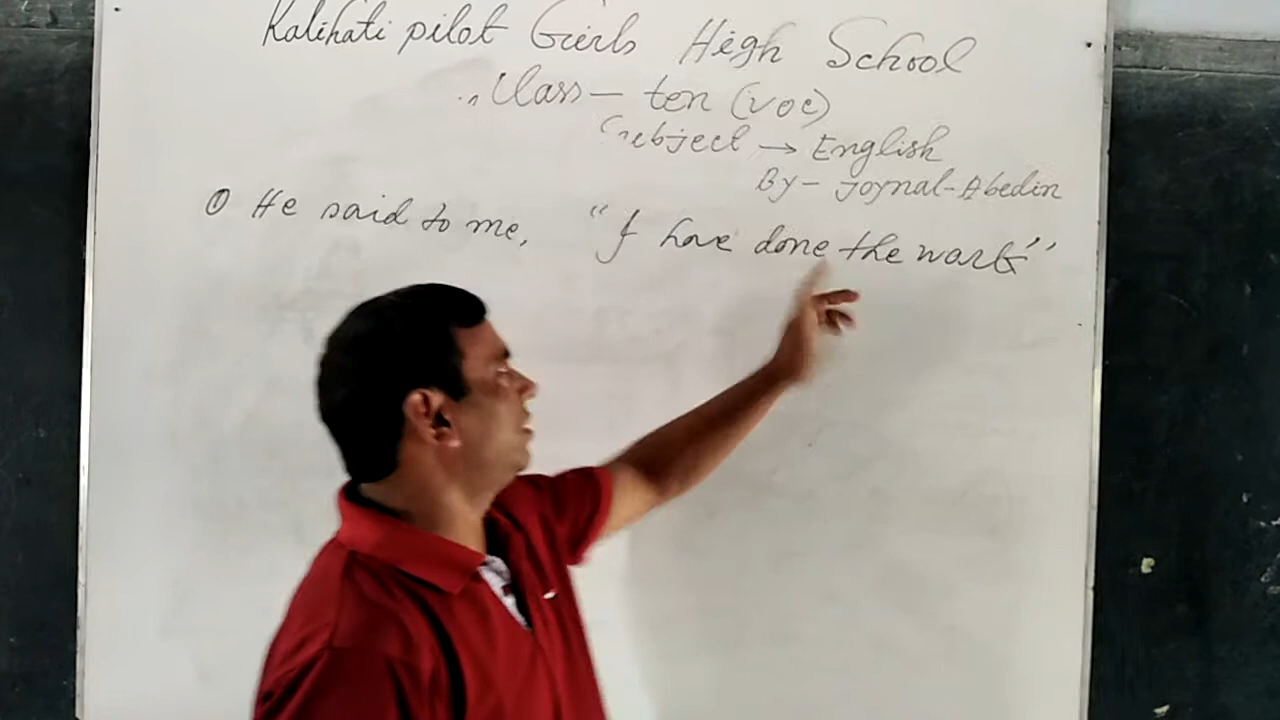 Kalihati pilot Girls High School
Class — ten (voc)
Subject → English
By - Joynal-Abedin
① He said to me, "I have done the work"